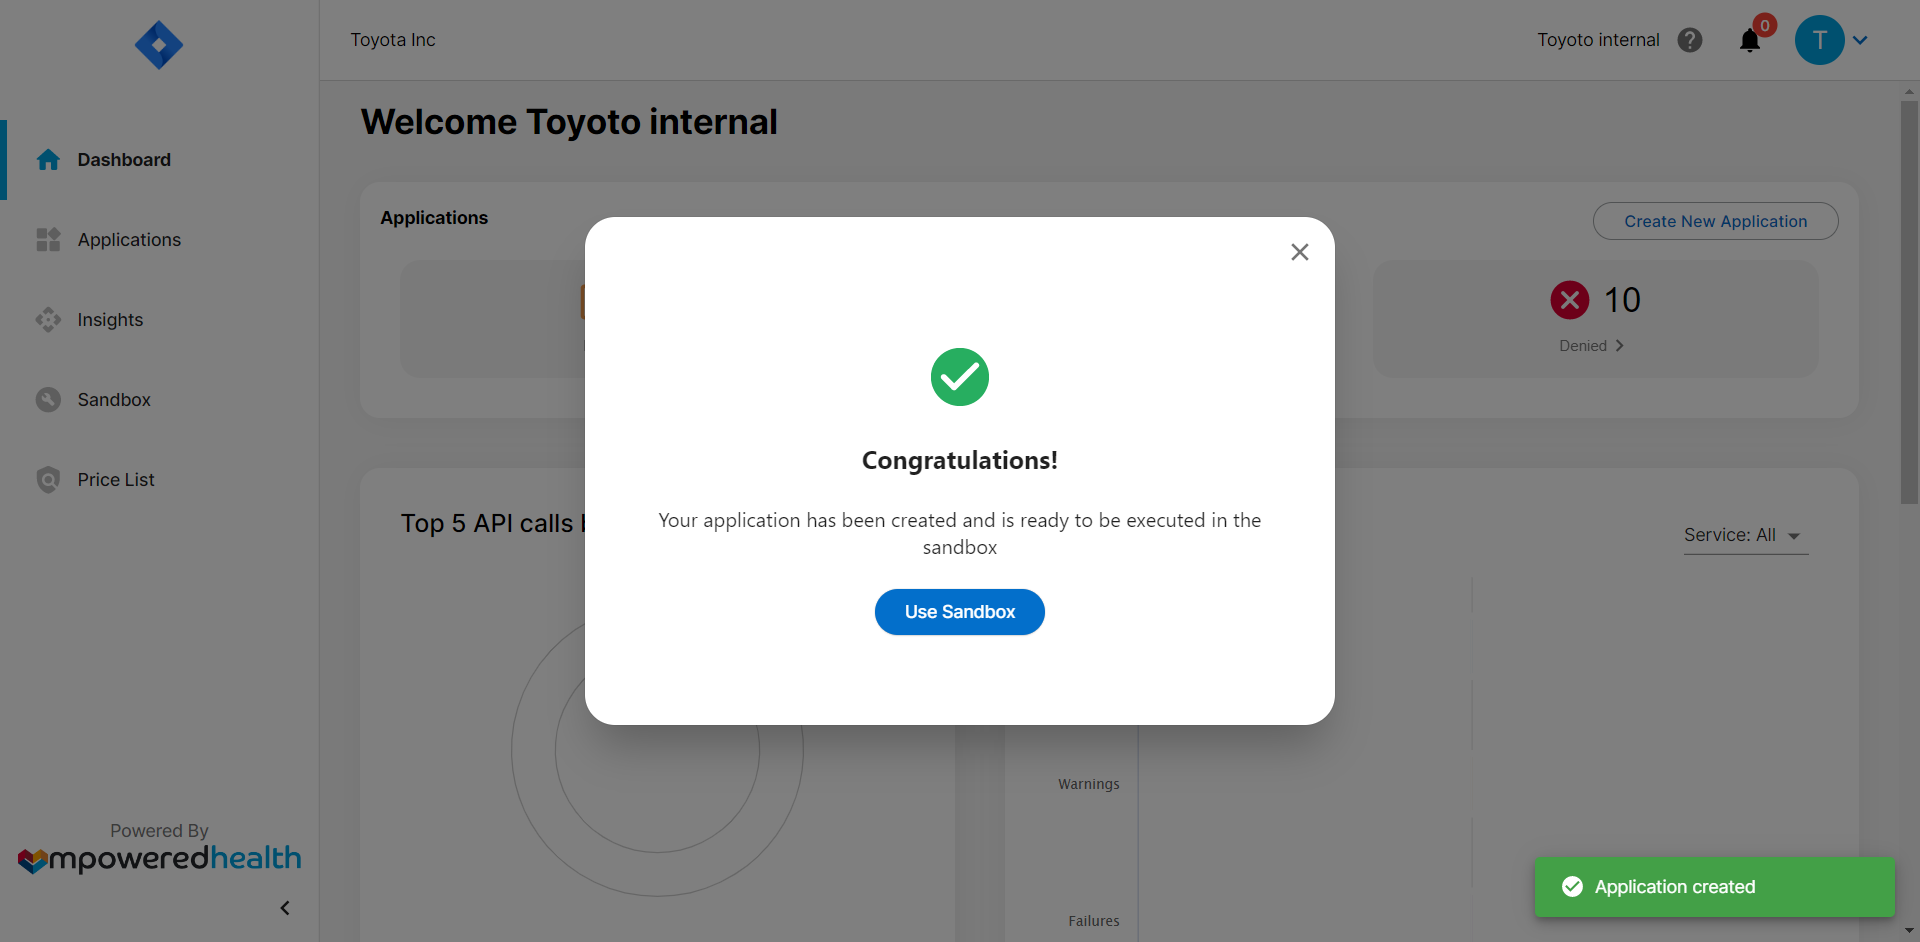 Toyota Inc
Toyoto internal
0
T
Welcome Toyoto internal
Dashboard
Applications
Insights
Sandbox
Price List
Applications
Create New Application
10
Denied
Congratulations!
Your application has been created and is ready to be executed in the
sandbox
Use Sandbox
Top 5 API calls
Service: All
Warnings
Failures
Powered By
mpoweredhealth
Application created